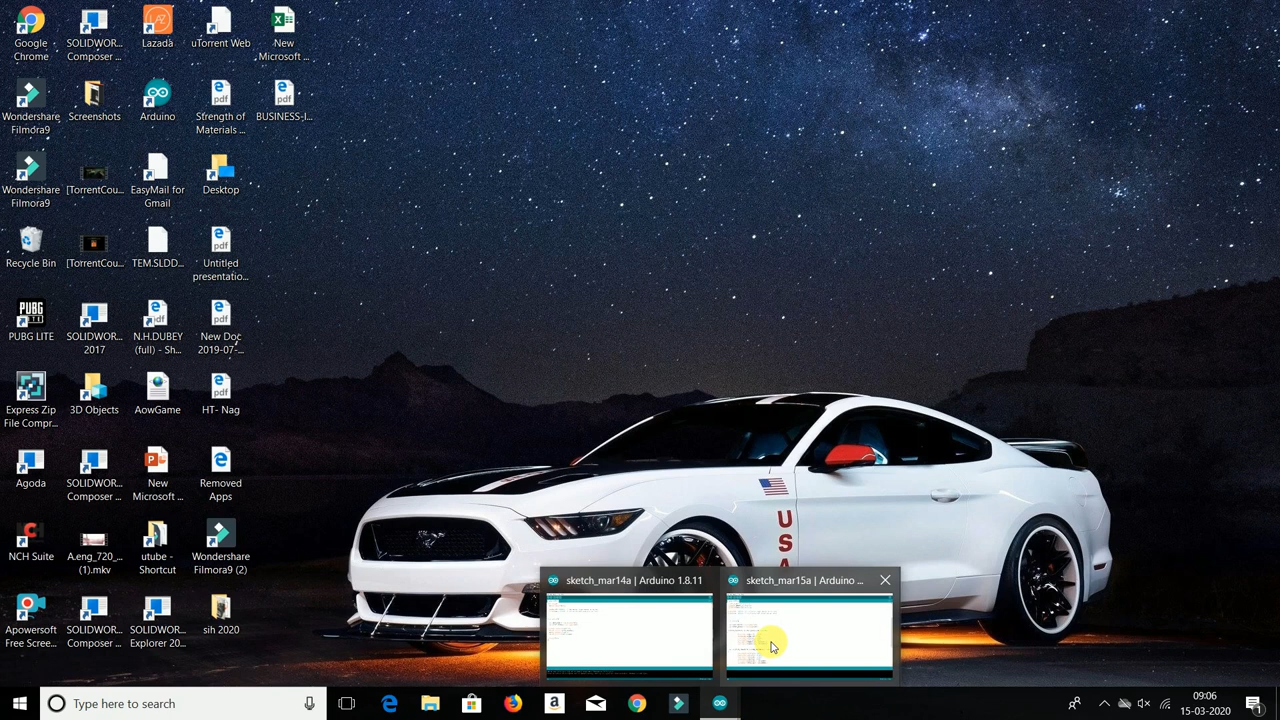 Google
Chrome
SOLIDWOR...
Composer ...
Lazada
uTorrent Web
New
Microsoft ...
Wondershare
Filmora9
Screenshots
Arduino
Strength of
Materials ...
BUSINESS-I...
Wondershare
Filmora9
[TorrentCou...
EasyMail for
Gmail
Desktop
Recycle Bin
[TorrentCou...
TEM.SLDD...
Untitled
presentatio...
PUBG LITE
SOLIDWOR...
2017
N.H.DUBEY
(full) - Sh...
New Doc
2019-07-...
Express Zip
File Compr...
3D Objects
AowGame
HT- Nag
Agoda
SOLIDWOR...
Composer ...
New
Microsoft ...
Removed
Apps
NCH Suite
A.eng_720_...
(1).mkv
utube -
Shortcut
Wondershare
Filmora9 (2)
SOLIDWOR...
eDrawi...
SOLIDWOR...
Explorer 20...
sih 2020
USA
sketch_mar14a | Arduino 1.8.11
sketch_mar15a | Arduino ...
Type here to search
09:06
15-03-2020